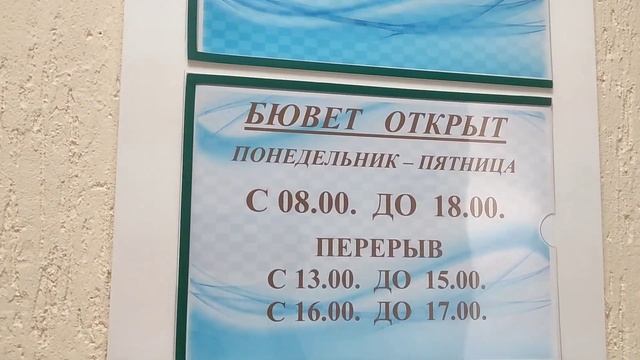 БЮВЕТ ОТКРЫТ
ПОНЕДЕЛЬНИК – ПЯТНИЦА
С 08.00. ДО 18.00.
ПЕРЕРЫВ
С 13.00. ДО 15.00.
С 16.00. ДО 17.00.